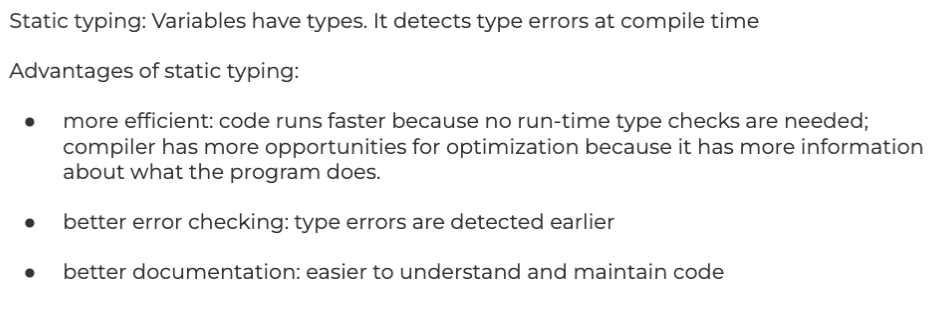 Static typing: Variables have types. It detects type errors at compile time
Advantages of static typing:
● more efficient: code runs faster because no run-time type checks are needed;
compiler has more opportunities for optimization because it has more information
about what the program does.
● better error checking: type errors are detected earlier
● better documentation: easier to understand and maintain code